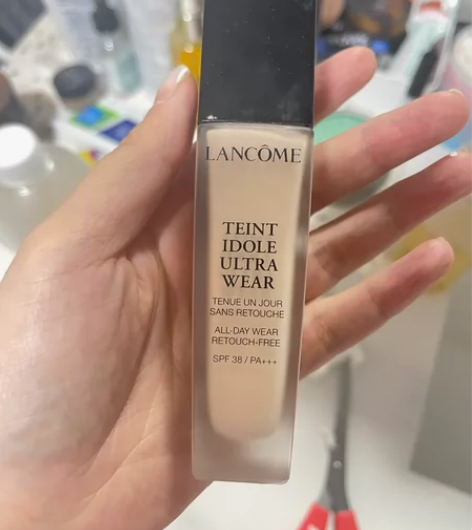 LANCÔME
TEINT
IDOLE
ULTRA
WEAR
TENUE UN JOUR
SANS RETOUCHE
ALL-DAY WEAR
RETOUCH-FREE
SPF 38 / PA+++